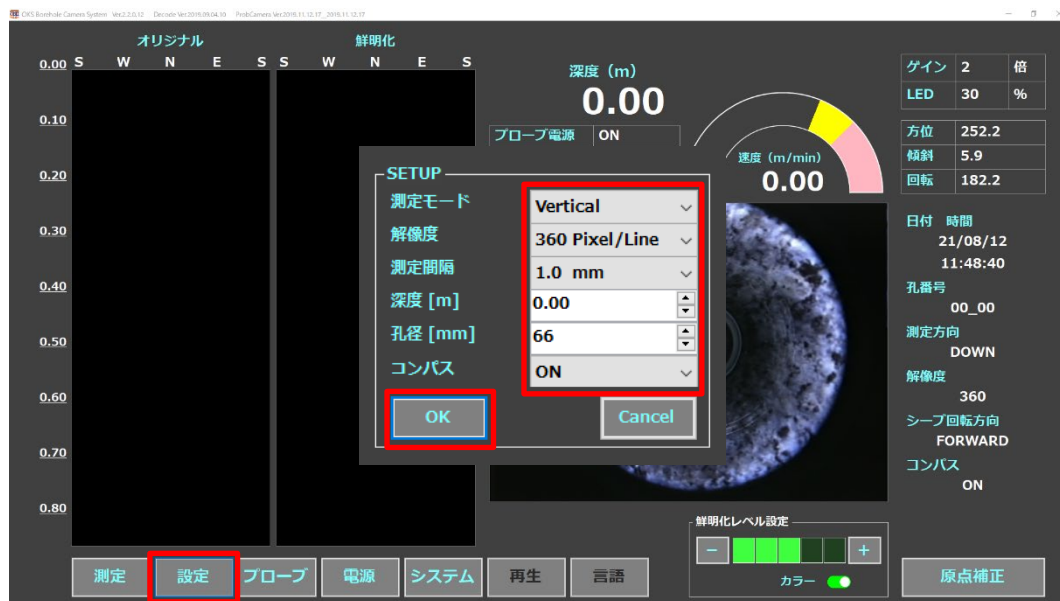 OKS Borehole Camera System Ver.2.2.0.12 Decode Ver.2015.09.04.10 ProbCamera Ver.2015.11.12.17_2015.11.12.17
オリジナル
鮮明化
S W N E S S W N E S
0.00
0.10
0.20
0.30
0.40
0.50
0.60
0.70
0.80
深度 (m)
0.00
プローブ電源 ON
速度 (m/min)
0.00
SETUP
測定モード Vertical
解像度 360 Pixel/Line
測定間隔 1.0 mm
深度 [m] 0.00
孔径 [mm] 66
コンパス ON
OK Cancel
ゲイン 2 倍
LED 30 %
方位 252.2
傾斜 5.9
回転 182.2
日付 時間
21/08/12
11:48:40
孔番号
00_00
測定方向
DOWN
解像度
360
シーブ回転方向
FORWARD
コンパス
ON
鮮明化レベル設定
− +
カラー
測定 設定 プローブ 電源 システム 再生 言語 原点補正